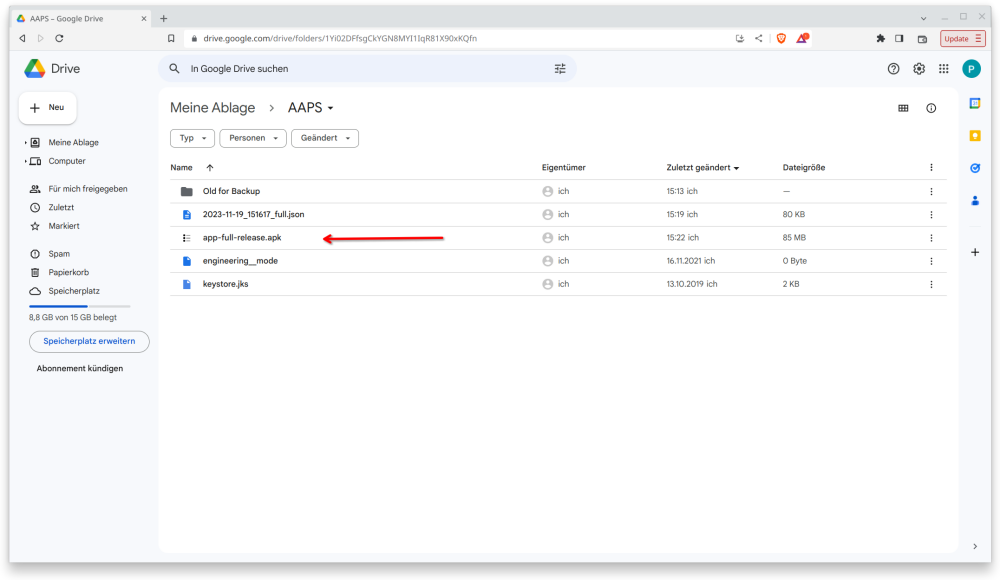 AAPS – Google Drive
drive.google.com/drive/folders/1Yi02DFfsgCkYGN8MYI1IqR81X90xKQfn
Update
Drive
In Google Drive suchen
P
Neu
Meine Ablage
Computer
Für mich freigegeben
Zuletzt
Markiert
Spam
Papierkorb
Speicherplatz
8,8 GB von 15 GB belegt
Speicherplatz erweitern
Abonnement kündigen
Meine Ablage > AAPS
Typ Personen Geändert
Name Eigentümer Zuletzt geändert Dateigröße
Old for Backup ich 15:13 ich —
2023-11-19_151617_full.json ich 15:19 ich 80 KB
app-full-release.apk ich 15:22 ich 85 MB
engineering__mode ich 16.11.2021 ich 0 Byte
keystore.jks ich 13.10.2019 ich 2 KB